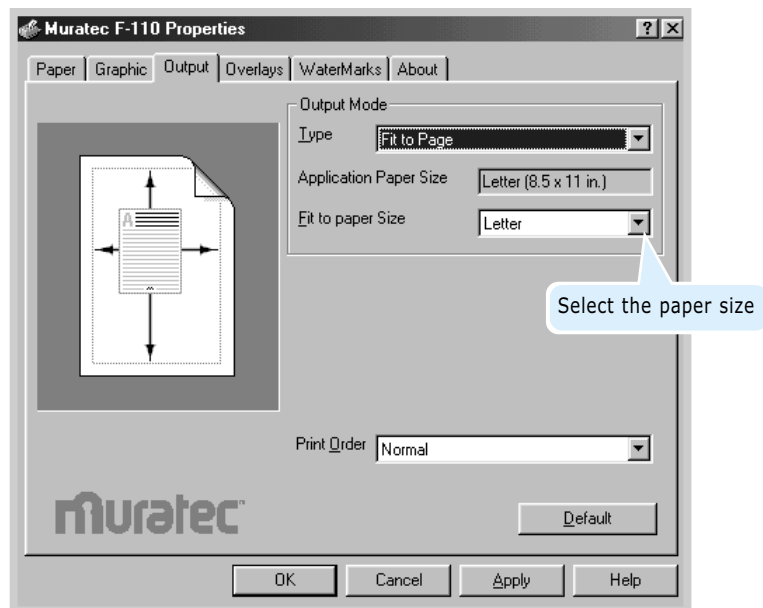 Muratec F-110 Properties
Paper Graphic Output Overlays WaterMarks About
Output Mode
Type Fit to Page
Application Paper Size Letter (8.5 x 11 in.)
Fit to paper Size Letter
Select the paper size
A
Print Order Normal
muratec
Default
OK Cancel Apply Help